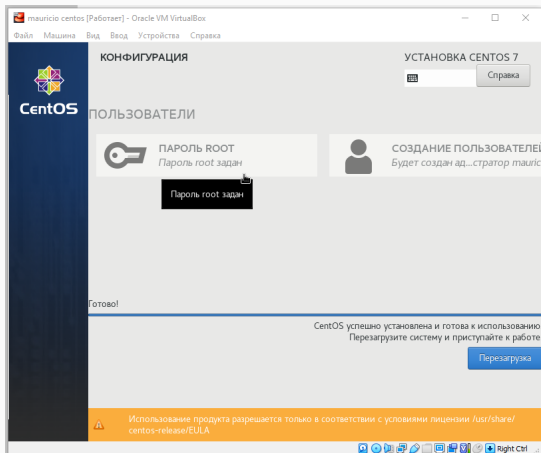 mauricio centos [Работает] - Oracle VM VirtualBox
Файл Машина Вид Ввод Устройства Справка
КОНФИГУРАЦИЯ
УСТАНОВКА CENTOS 7
Справка
CentOS
ПОЛЬЗОВАТЕЛИ
ПАРОЛЬ ROOT
Пароль root задан
СОЗДАНИЕ ПОЛЬЗОВАТЕЛЕЙ
Будет создан ад...стратор mauric
Пароль root задан
Готово!
CentOS успешно установлена и готова к использованию
Перезагрузите систему и приступайте к работе
Перезагрузка
Использование продукта разрешается только в соответствии с условиями лицензии /usr/share/
centos-release/EULA
Right Ctrl